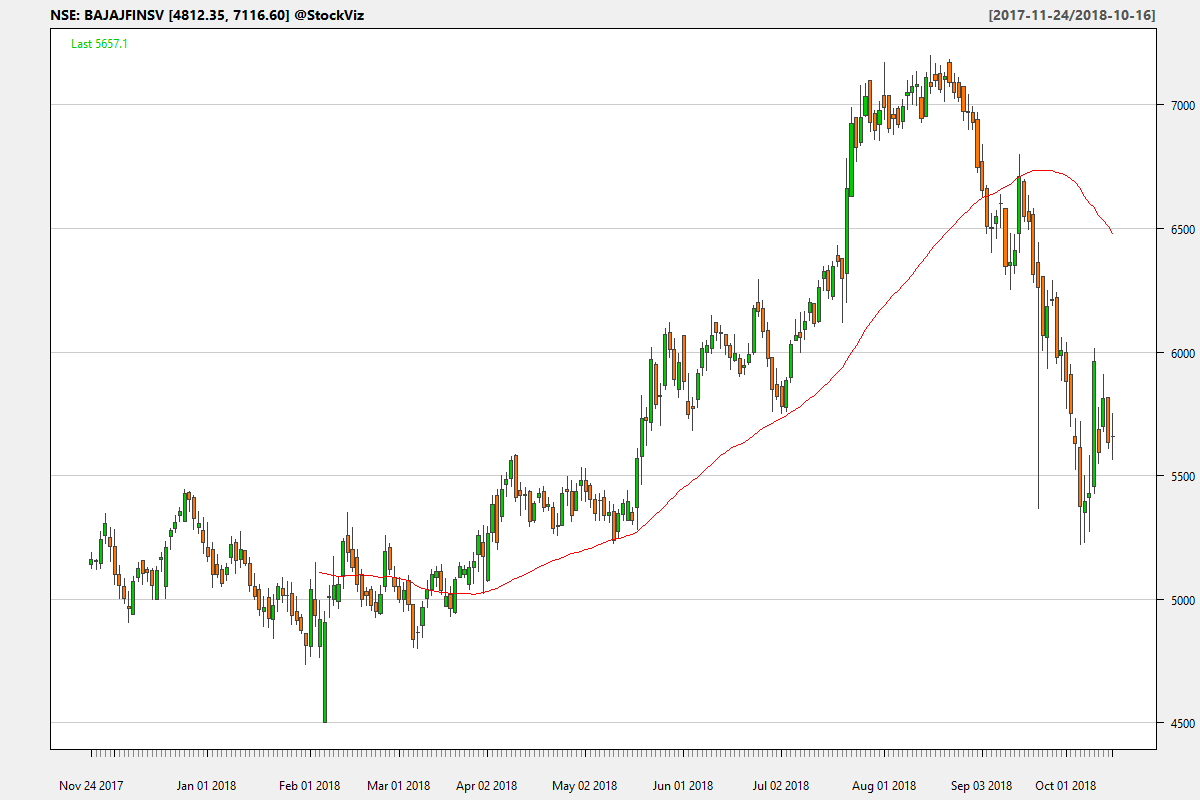 NSE: BAJAJFINSV [4812.35, 7116.60] @StockViz
[2017-11-24/2018-10-16]
Last 5657.1
7000
6500
6000
5500
5000
4500
Nov 24 2017 Jan 01 2018 Feb 01 2018 Mar 01 2018 Apr 02 2018 May 02 2018 Jun 01 2018 Jul 02 2018 Aug 01 2018 Sep 03 2018 Oct 01 2018